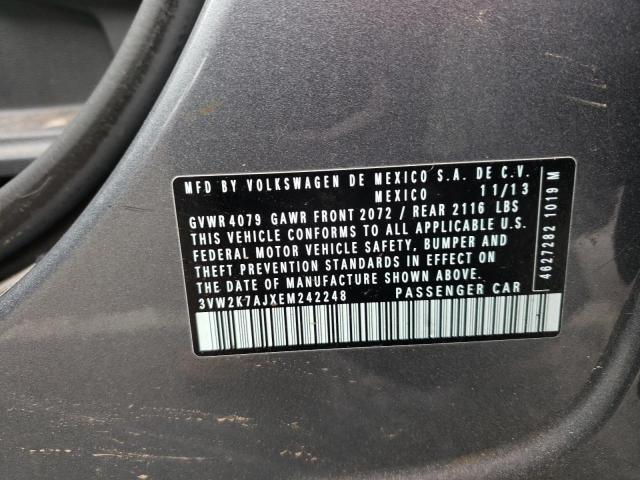 MFD BY VOLKSWAGEN DE MEXICO S.A. DE C.V.
MEXICO 11/13
GVWR 4079 GAWR FRONT 2072 / REAR 2116 LBS
THIS VEHICLE CONFORMS TO ALL APPLICABLE U.S.
FEDERAL MOTOR VEHICLE SAFETY, BUMPER AND
THEFT PREVENTION STANDARDS IN EFFECT ON
THE DATE OF MANUFACTURE SHOWN ABOVE.
3VW2K7AJXEM242248 PASSENGER CAR
4627282 1019 M